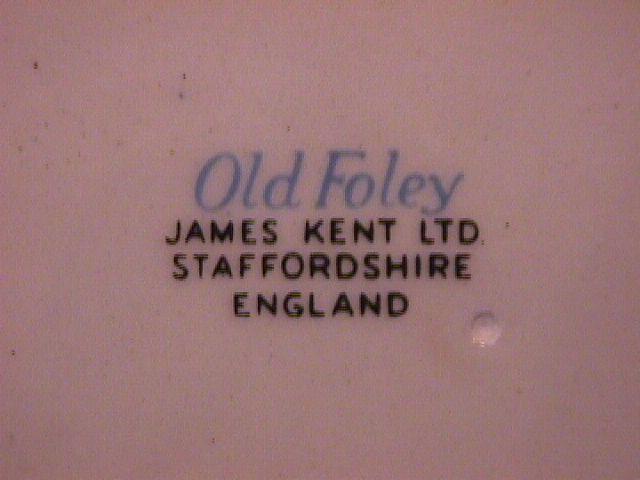 Old Foley
JAMES KENT LTD.
STAFFORDSHIRE
ENGLAND